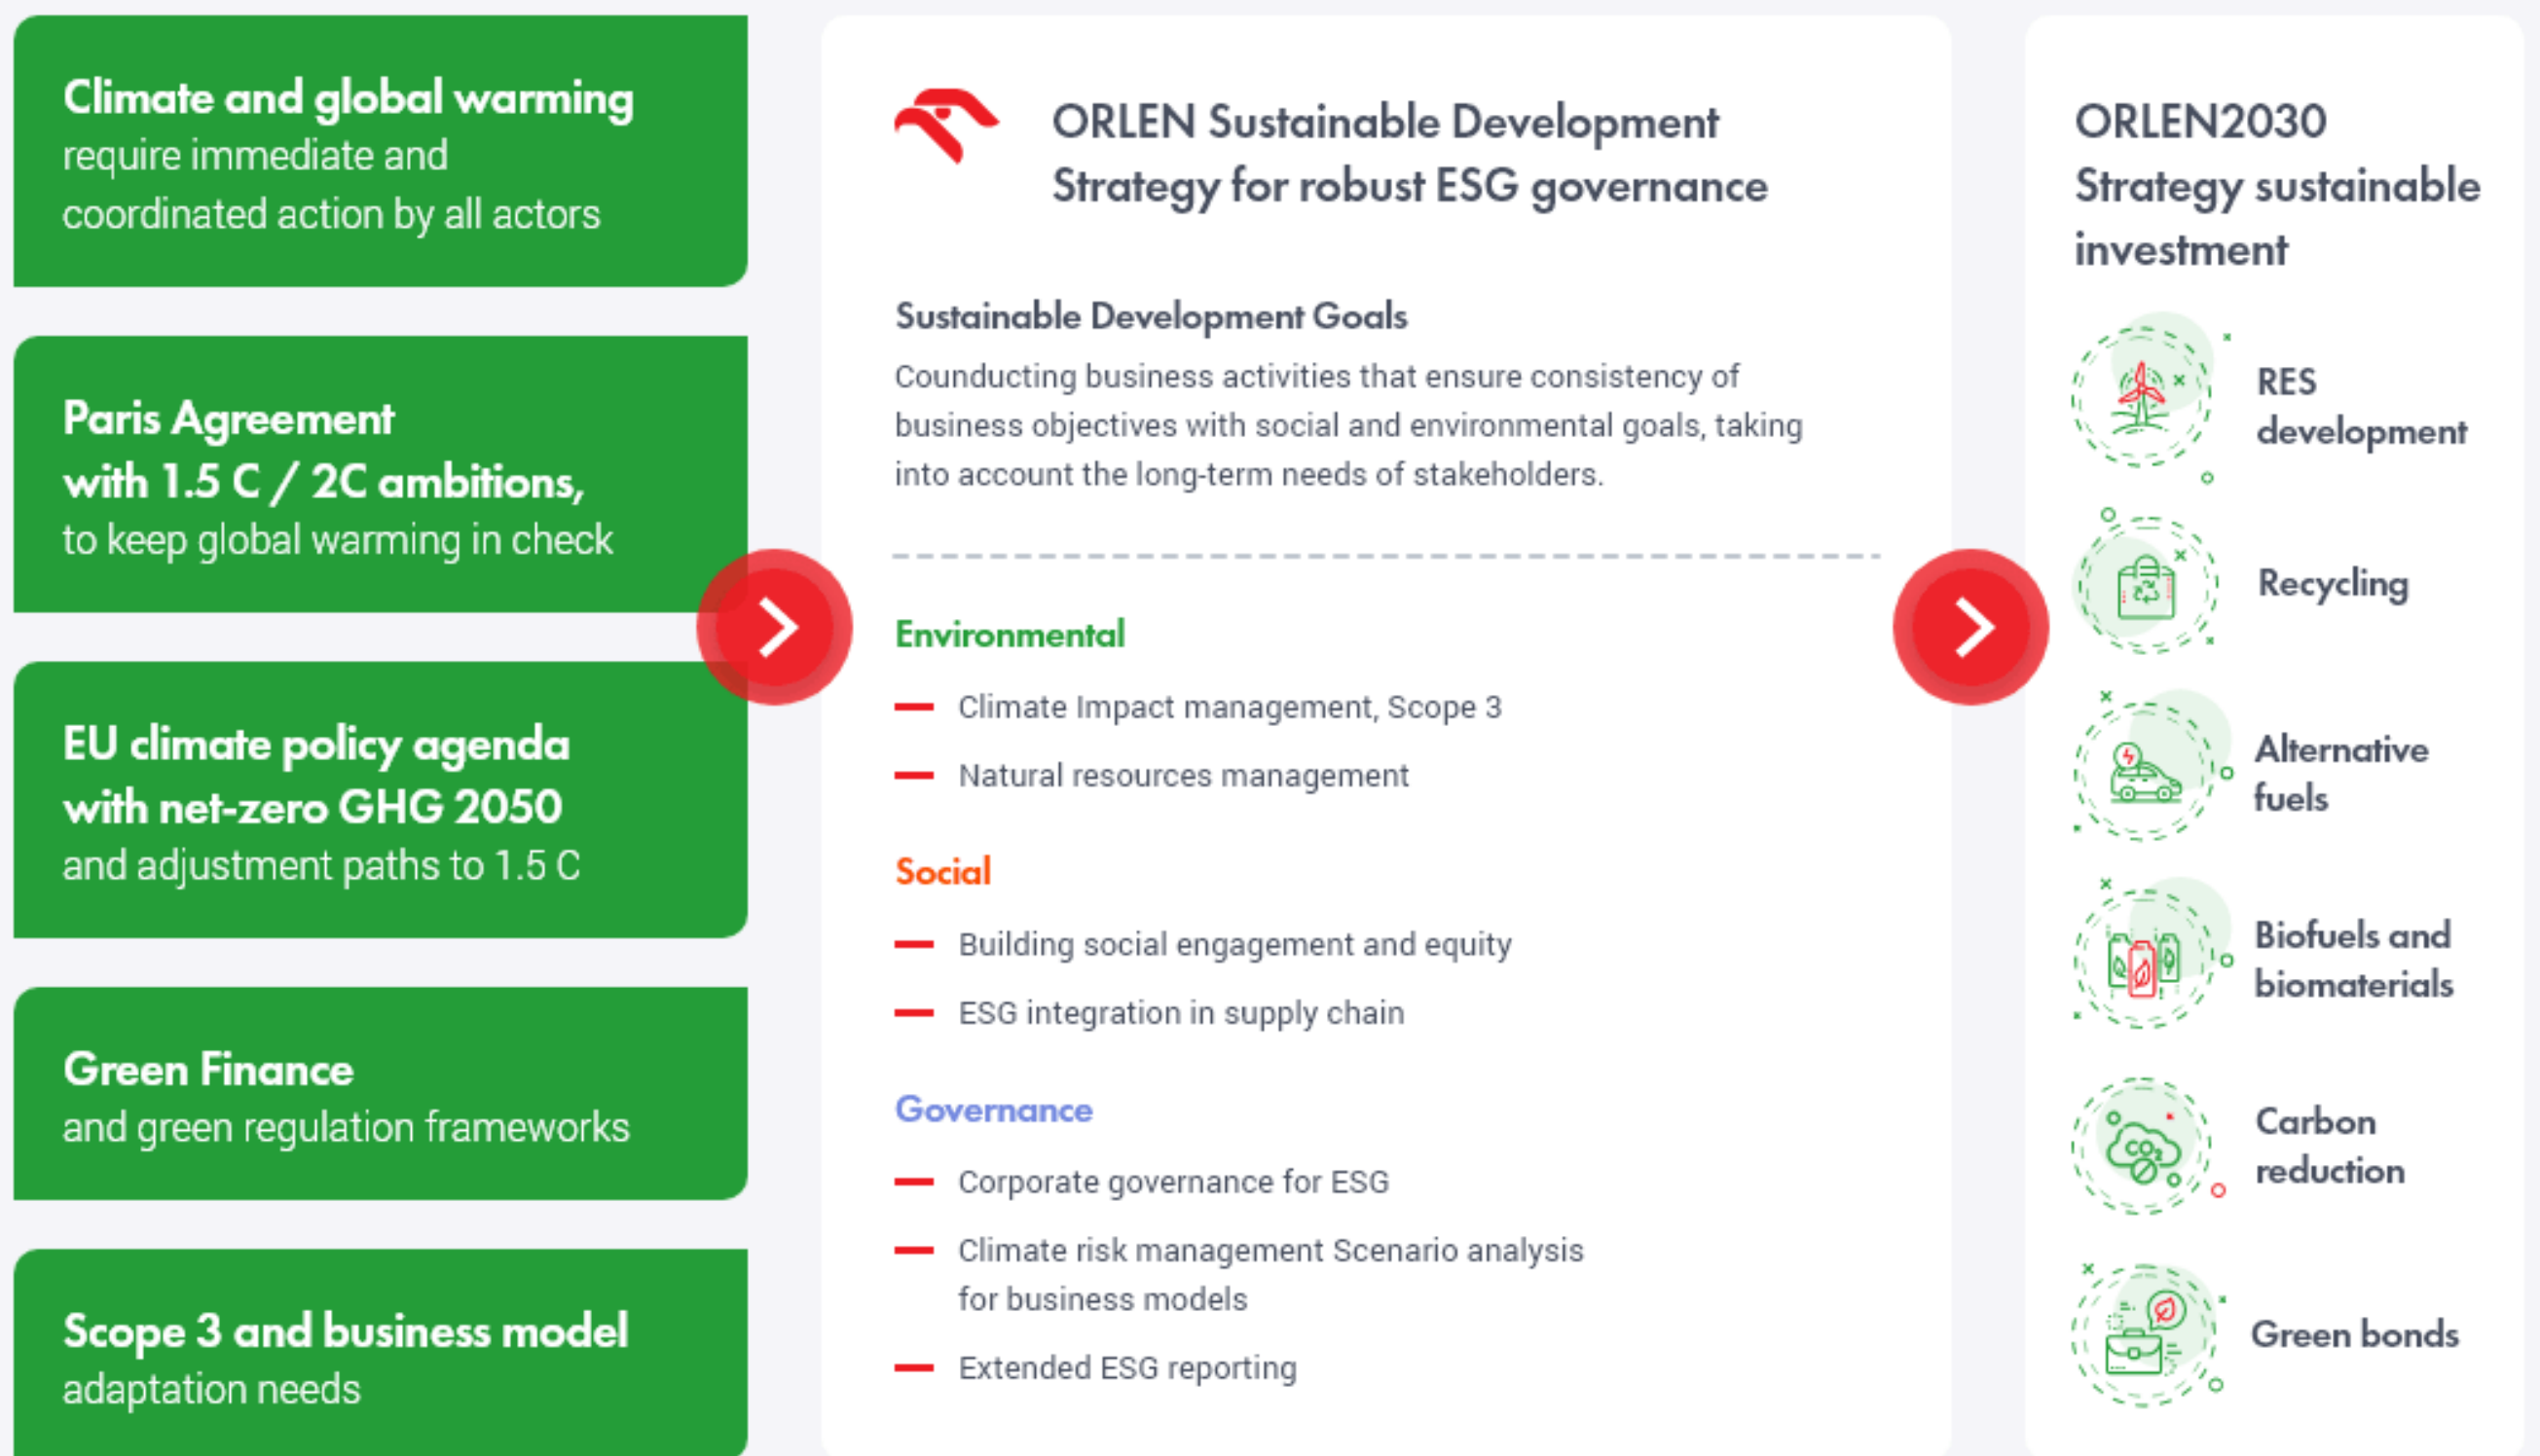 Climate and global warming
require immediate and
coordinated action by all actors
Paris Agreement
with 1.5 C / 2C ambitions,
to keep global warming in check
EU climate policy agenda
with net-zero GHG 2050
and adjustment paths to 1.5 C
Green Finance
and green regulation frameworks
Scope 3 and business model
adaptation needs
ORLEN Sustainable Development
Strategy for robust ESG governance
Sustainable Development Goals
Counducting business activities that ensure consistency of
business objectives with social and environmental goals, taking
into account the long-term needs of stakeholders.
Environmental
Climate Impact management, Scope 3
Natural resources management
Social
Building social engagement and equity
ESG integration in supply chain
Governance
Corporate governance for ESG
Climate risk management Scenario analysis
for business models
Extended ESG reporting
ORLEN2030
Strategy sustainable
investment
RES
development
Recycling
Alternative
fuels
Biofuels and
biomaterials
CO₂
Carbon
reduction
Green bonds